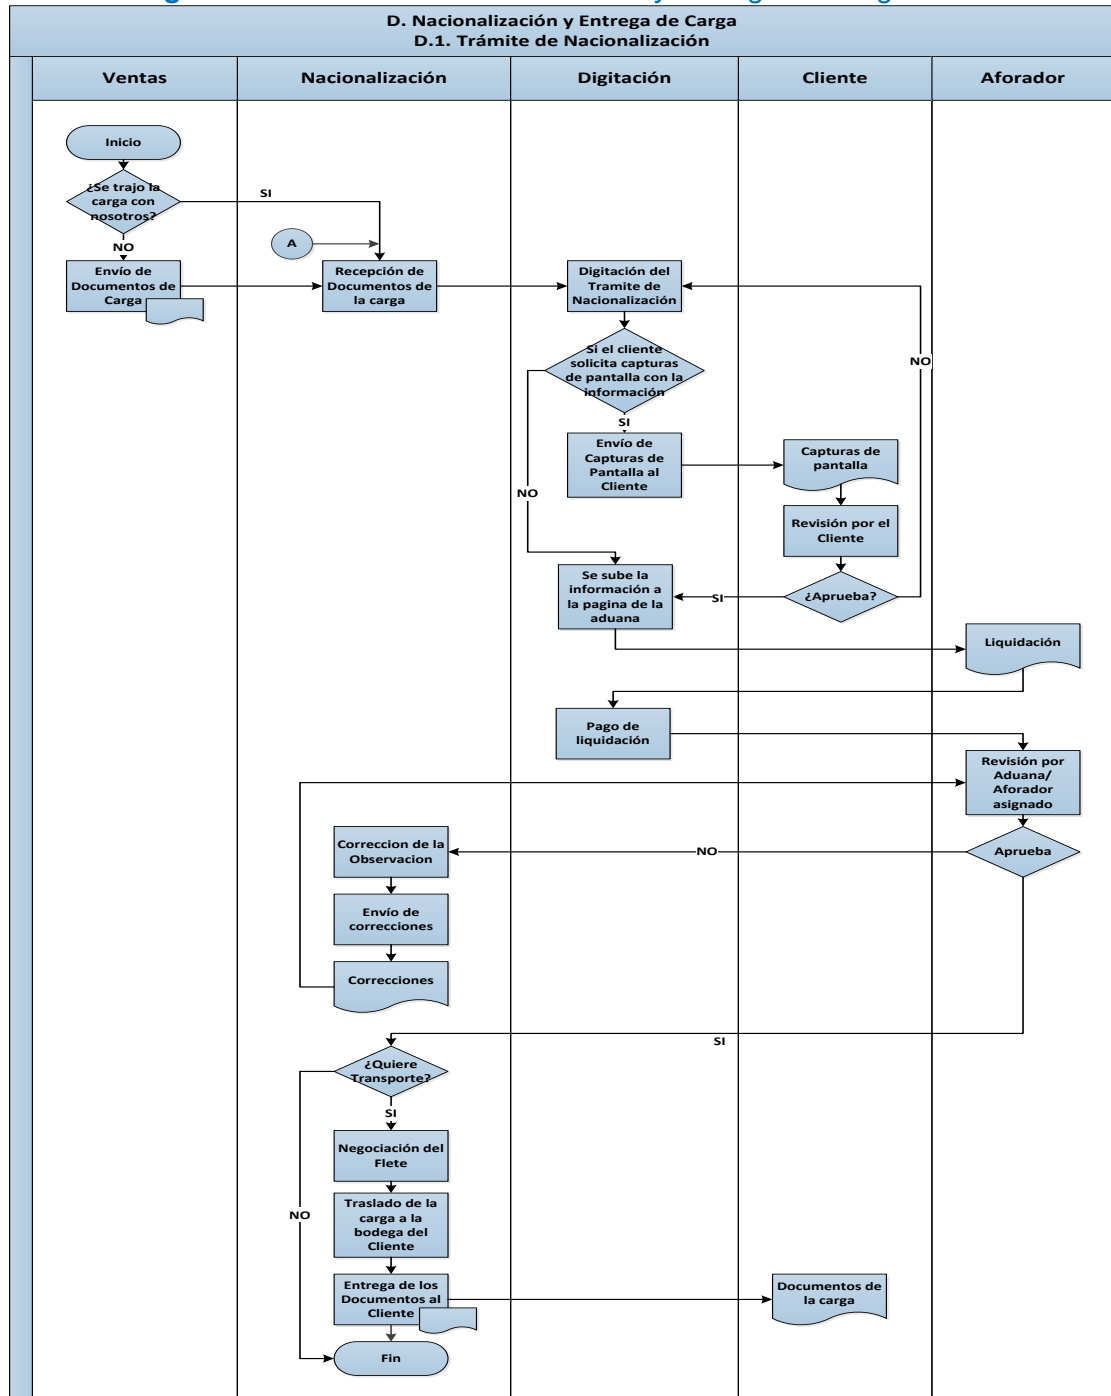 D. Nacionalización y Entrega de Carga
D.1. Trámite de Nacionalización
Ventas
Nacionalización
Digitación
Cliente
Aforador
Inicio
¿Se trajo la
carga con
nosotros?
SI
NO
A
Envío de
Documentos de
Carga
Recepción de
Documentos de
la carga
Digitación del
Tramite de
Nacionalización
Si el cliente
solicita capturas
de pantalla con la
información
NO
SI
Envío de
Capturas de
Pantalla al
Cliente
Capturas de
pantalla
NO
Revisión por el
Cliente
Se sube la
información a
la pagina de la
aduana
SI
¿Aprueba?
Liquidación
Pago de
liquidación
Revisión por
Aduana/
Aforador
asignado
Correccion de la
Observacion
NO
Aprueba
Envío de
correcciones
Correcciones
SI
¿Quiere
Transporte?
SI
Negociación del
Flete
NO
Traslado de la
carga a la
bodega del
Cliente
Entrega de los
Documentos al
Cliente
Documentos de
la carga
Fin